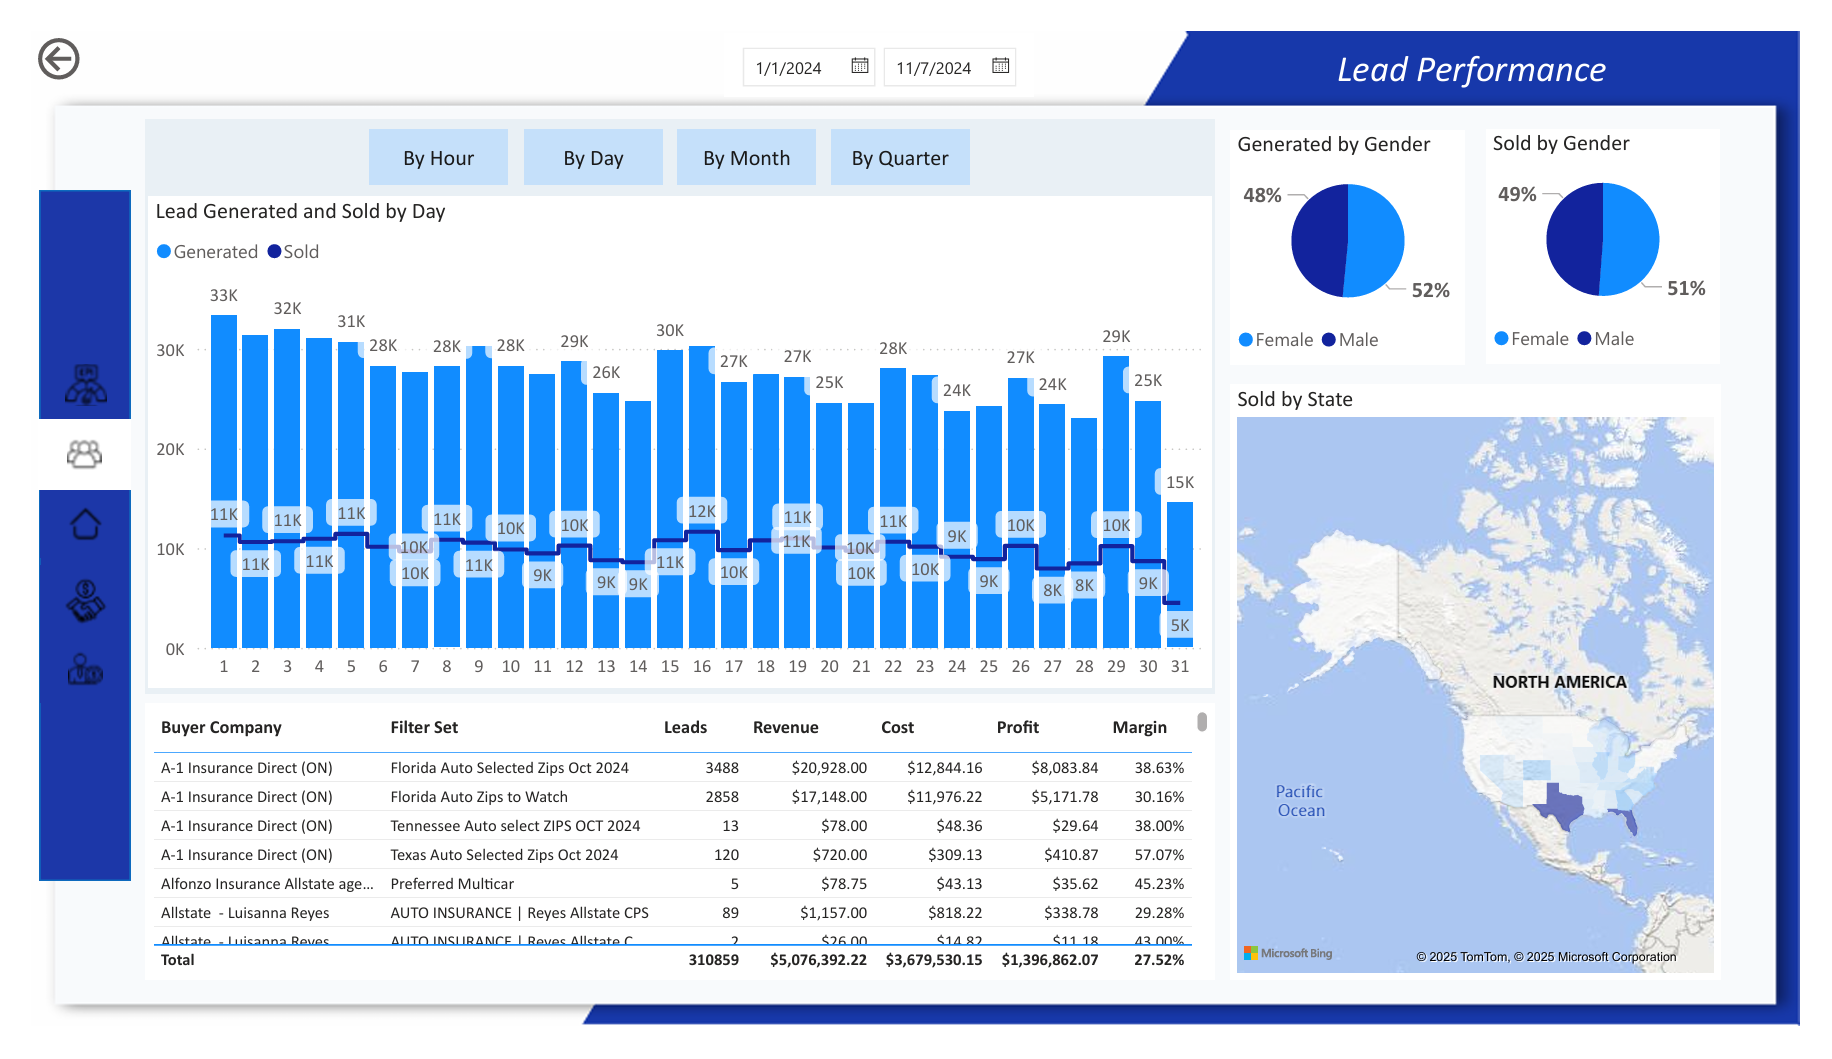 1/1/2024
11/7/2024
Lead Performance
By Hour
By Day
By Month
By Quarter
Lead Generated and Sold by Day
Generated Sold
33K
32K
31K
28K
28K
28K
29K
26K
30K
27K
27K
25K
28K
24K
27K
24K
29K
25K
15K
30K
20K
10K
0K
11K
11K
11K
11K
11K
10K
10K
11K
11K
10K
9K
10K
9K
9K
11K
12K
10K
11K
11K
10K
10K
11K
10K
9K
9K
10K
8K
8K
10K
9K
5K
1 2 3 4 5 6 7 8 9 10 11 12 13 14 15 16 17 18 19 20 21 22 23 24 25 26 27 28 29 30 31
Generated by Gender
48%
52%
Female Male
Sold by Gender
49%
51%
Female Male
Sold by State
NORTH AMERICA
Pacific
Ocean
Microsoft Bing
© 2025 TomTom, © 2025 Microsoft Corporation
Buyer Company Filter Set Leads Revenue Cost Profit Margin
A-1 Insurance Direct (ON) Florida Auto Selected Zips Oct 2024 3488 $20,928.00 $12,844.16 $8,083.84 38.63%
A-1 Insurance Direct (ON) Florida Auto Zips to Watch 2858 $17,148.00 $11,976.22 $5,171.78 30.16%
A-1 Insurance Direct (ON) Tennessee Auto select ZIPS OCT 2024 13 $78.00 $48.36 $29.64 38.00%
A-1 Insurance Direct (ON) Texas Auto Selected Zips Oct 2024 120 $720.00 $309.13 $410.87 57.07%
Alfonzo Insurance Allstate age... Preferred Multicar 5 $78.75 $43.13 $35.62 45.23%
Allstate - Luisanna Reyes AUTO INSURANCE | Reyes Allstate CPS 89 $1,157.00 $818.22 $338.78 29.28%
Allstate - Luisanna Reyes AUTO INSURANCE | Reyes Allstate C 2 $26.00 $14.82 $11.18 43.00%
Total 310859 $5,076,392.22 $3,679,530.15 $1,396,862.07 27.52%